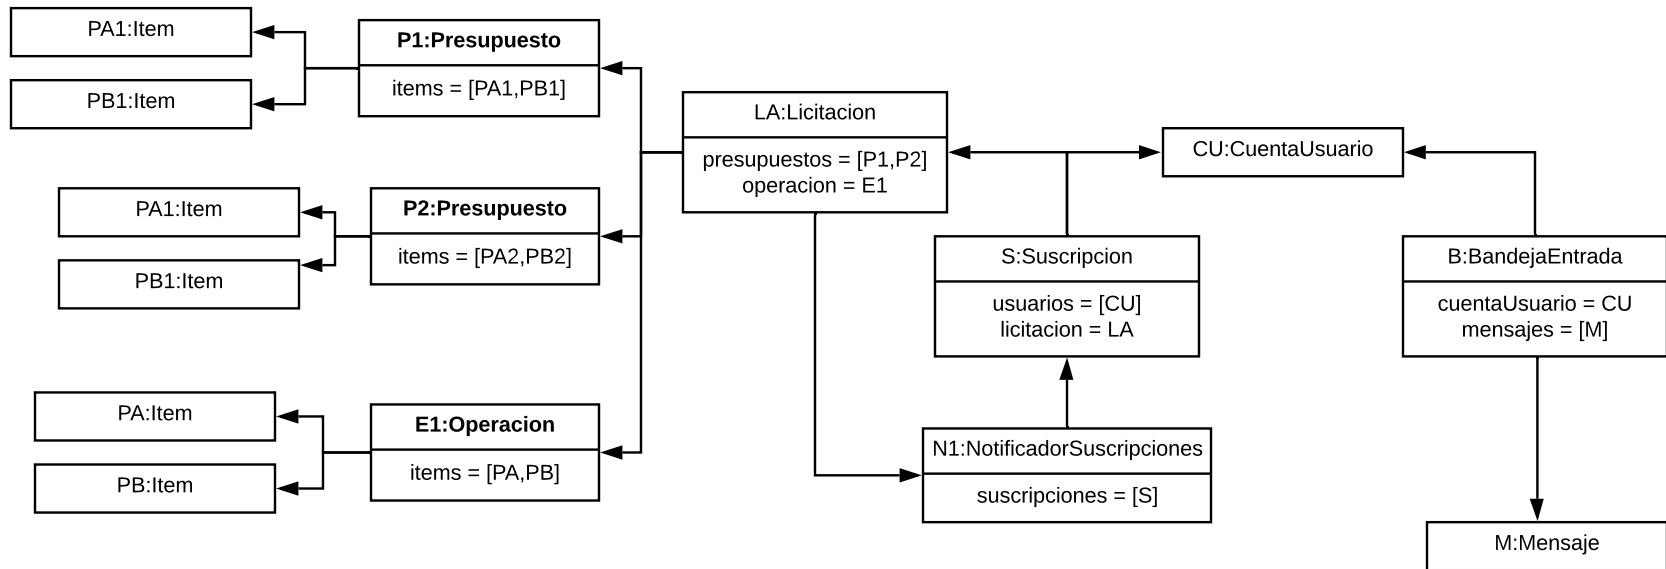 PA1:Item
PB1:Item
P1:Presupuesto
items = [PA1,PB1]
PA1:Item
PB1:Item
P2:Presupuesto
items = [PA2,PB2]
PA:Item
PB:Item
E1:Operacion
items = [PA,PB]
LA:Licitacion
presupuestos = [P1,P2]
operacion = E1
CU:CuentaUsuario
S:Suscripcion
usuarios = [CU]
licitacion = LA
N1:NotificadorSuscripciones
suscripciones = [S]
B:BandejaEntrada
cuentaUsuario = CU
mensajes = [M]
M:Mensaje